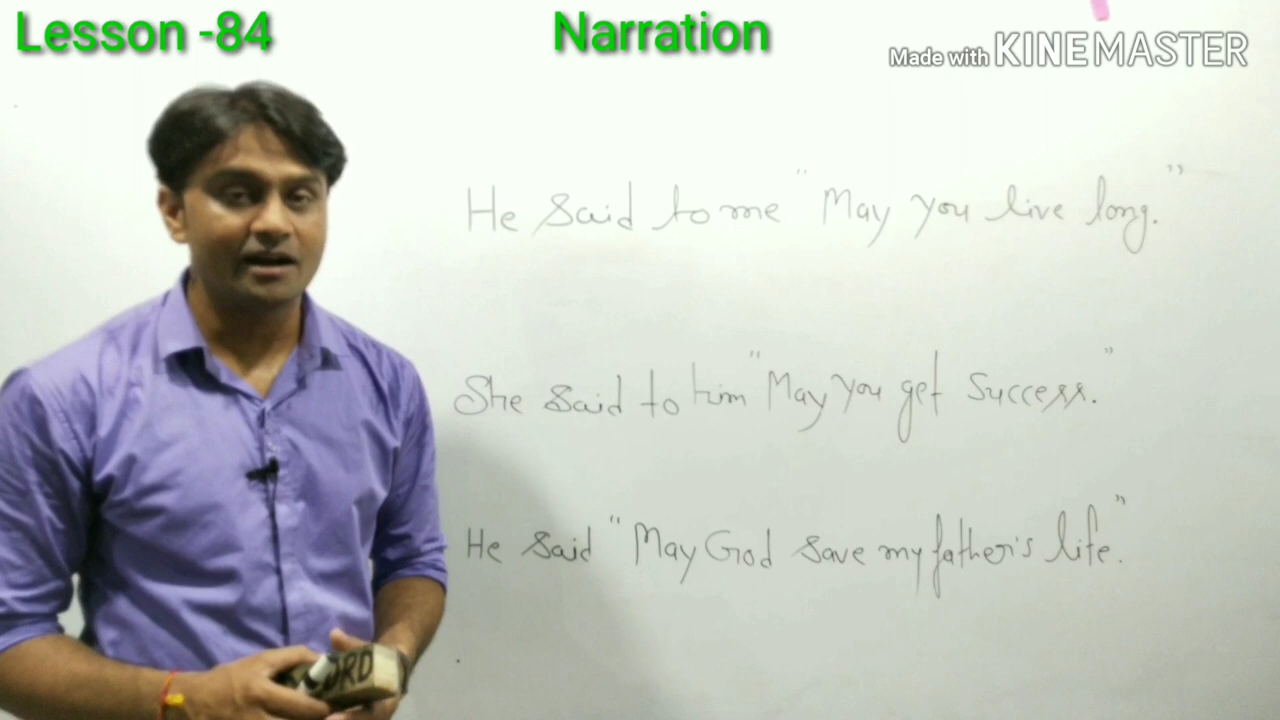 Lesson -84
Narration
Made with KINEMASTER
He said to me "May you live long."
She said to him "May you get success."
He said "May God save my father's life."